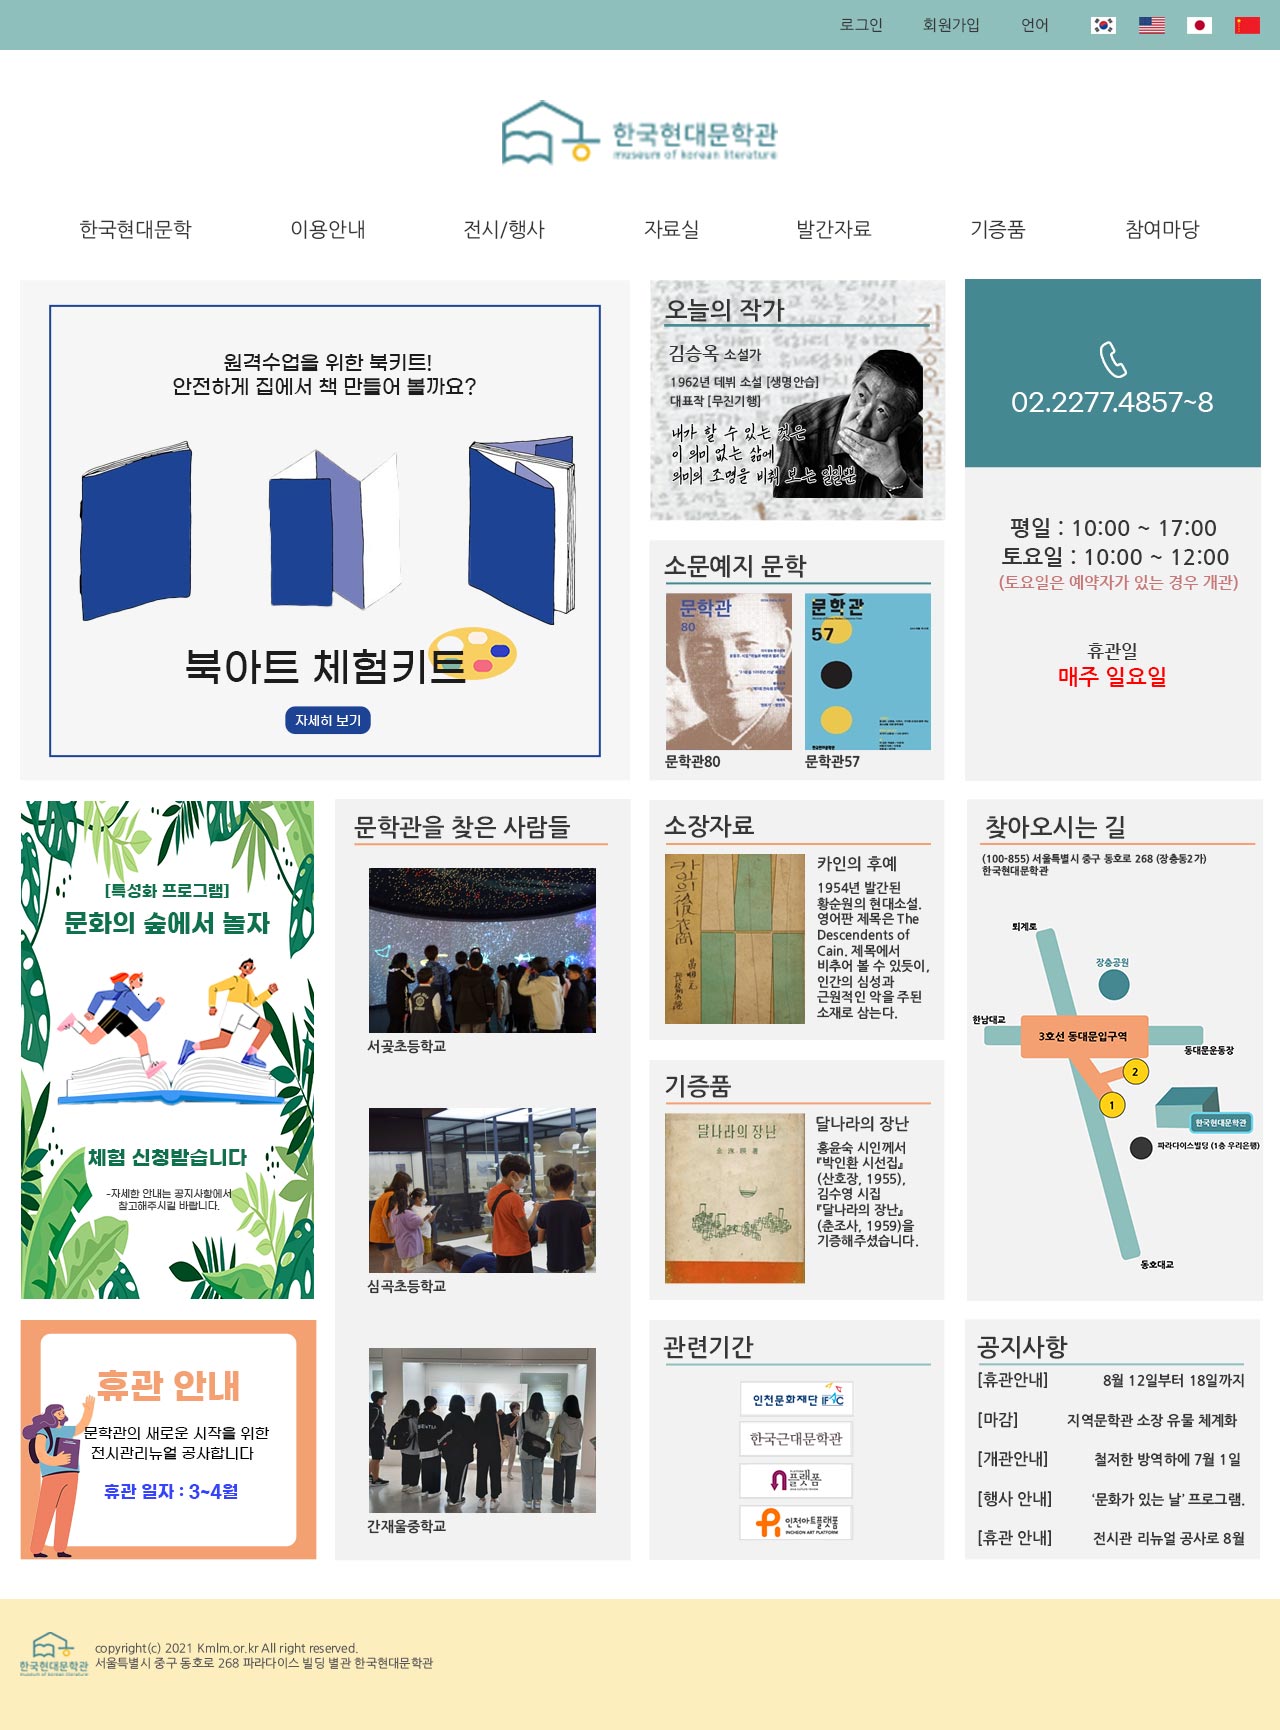 로그인 회원가입 언어
한국현대문학관
museum of korean literature
한국현대문학 이용안내 전시/행사 자료실 발간자료 기증품 참여마당
원격수업을 위한 북키트!
안전하게 집에서 책 만들어 볼까요?
북아트 체험키트
자세히 보기
오늘의 작가
김승옥 소설가
1962년 데뷔 소설 [생명안습]
대표작 [무진기행]
내가 할 수 있는 것은
이 의미 없는 삶에
의미의 조명을 비춰 보는 일일뿐
김승옥 소설
02.2277.4857~8
평일 : 10:00 ~ 17:00
토요일 : 10:00 ~ 12:00
(토요일은 예약자가 있는 경우 개관)
휴관일
매주 일요일
소문예지 문학
문학관
80
문학관
57
문학관80 문학관57
[특성화 프로그램]
문화의 숲에서 놀자
체험 신청받습니다
-자세한 안내는 공지사항에서
참고해주시길 바랍니다.
문학관을 찾은 사람들
서곶초등학교
심곡초등학교
간재울중학교
소장자료
카인의 후예
1954년 발간된
황순원의 현대소설.
영어판 제목은 The
Descendents of
Cain. 제목에서
비추어 볼 수 있듯이,
인간의 심성과
근원적인 악을 주된
소재로 삼는다.
기증품
달나라의 장난
달나라의 장난
홍윤숙 시인께서
『박인환 시선집』
(산호장, 1955),
김수영 시집
『달나라의 장난』
(춘조사, 1959)을
기증해주셨습니다.
찾아오시는 길
(100-855) 서울특별시 중구 동호로 268 (장충동2가)
한국현대문학관
퇴계로
장충공원
한남대교
3호선 동대문입구역
동대문운동장
2
1
한국현대문학관
파라다이스빌딩 (1층 우리은행)
동호대교
휴관 안내
문학관의 새로운 시작을 위한
전시관리뉴얼 공사합니다
휴관 일자 : 3~4월
관련기간
인천문화재단 IFAC
한국근대문학관
플랫폼
인천아트플랫폼
INCHEON ART PLATFORM
공지사항
[휴관안내] 8월 12일부터 18일까지
[마감] 지역문학관 소장 유물 체계화
[개관안내] 철저한 방역하에 7월 1일
[행사 안내] ‘문화가 있는 날’ 프로그램.
[휴관 안내] 전시관 리뉴얼 공사로 8월
한국현대문학관
museum of korean literature
copyright(c) 2021 Kmlm.or.kr All right reserved.
서울특별시 중구 동호로 268 파라다이스 빌딩 별관 한국현대문학관